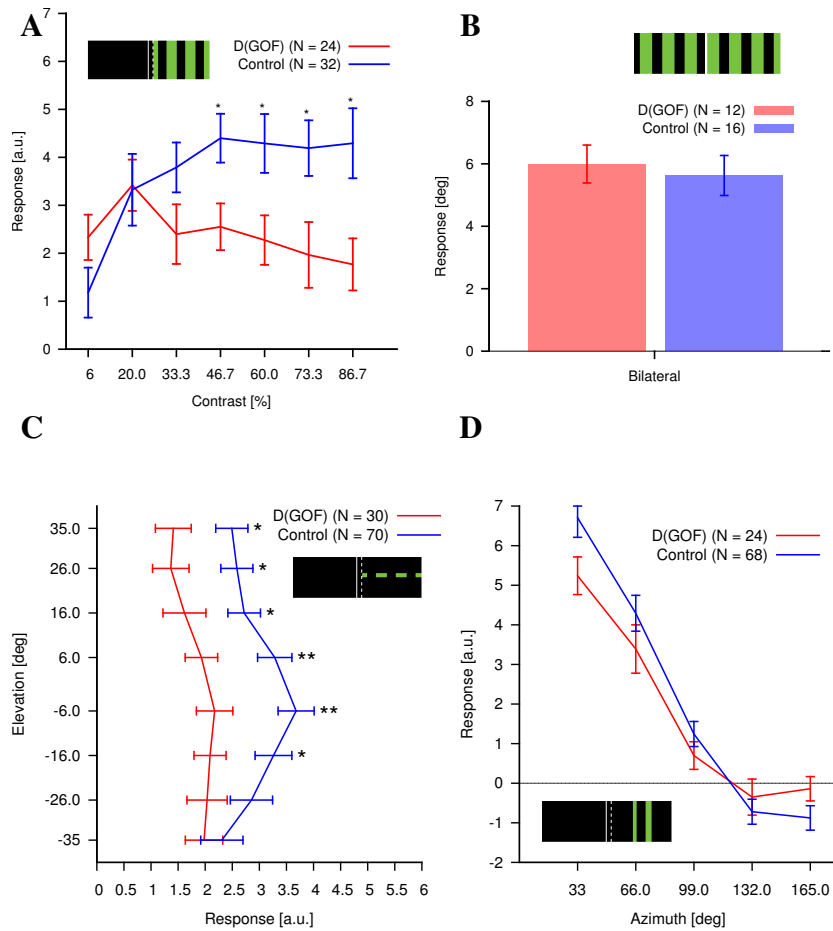 A
D(GOF) (N = 24)
Control (N = 32)
Response [a.u.]
7
6
5
4
3
2
1
0
* * * *
6 20.0 33.3 46.7 60.0 73.3 86.7
Contrast [%]
B
D(GOF) (N = 12)
Control (N = 16)
Response [deg]
8
6
4
2
0
Bilateral
C
D(GOF) (N = 30)
Control (N = 70)
Elevation [deg]
35.0 *
26.0 *
16.0 *
6.0 **
-6.0 **
-16.0 *
-26.0
-35
0 0.5 1 1.5 2 2.5 3 3.5 4 4.5 5 5.5 6
Response [a.u.]
D
D(GOF) (N = 24)
Control (N = 68)
Response [a.u.]
7
6
5
4
3
2
1
0
-1
-2
33 66.0 99.0 132.0 165.0
Azimuth [deg]